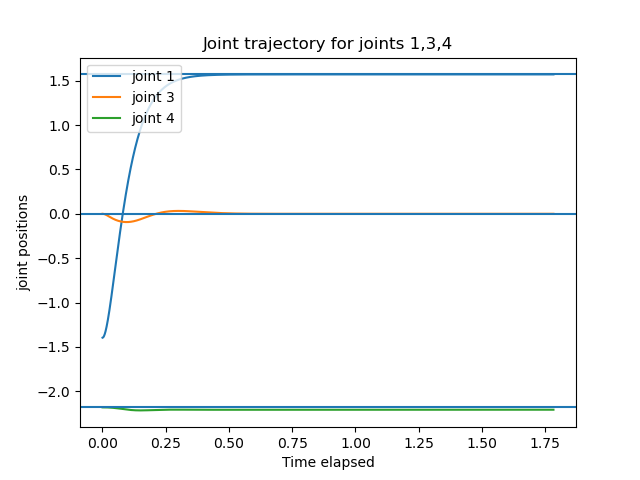 Joint trajectory for joints 1,3,4
joint 1
joint 3
joint 4
joint positions
1.5
1.0
0.5
0.0
−0.5
−1.0
−1.5
−2.0
0.00 0.25 0.50 0.75 1.00 1.25 1.50 1.75
Time elapsed